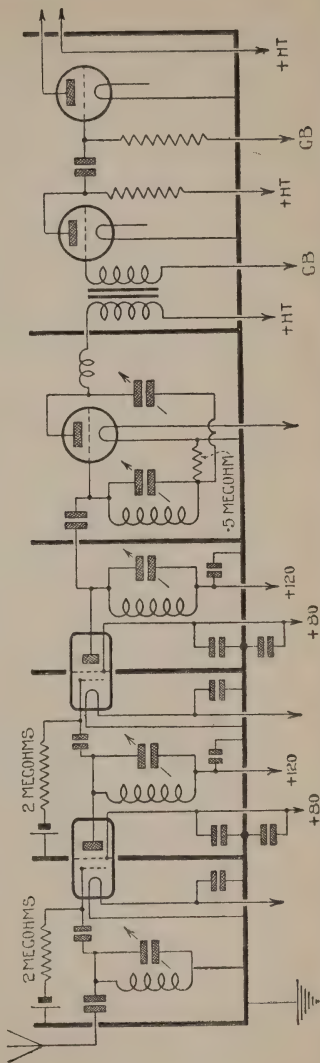 2 MEGOHMS
2 MEGOHMS
·5 MEGOHM
+80
+120
+80
+120
+HT
GB
+HT
GB
+HT